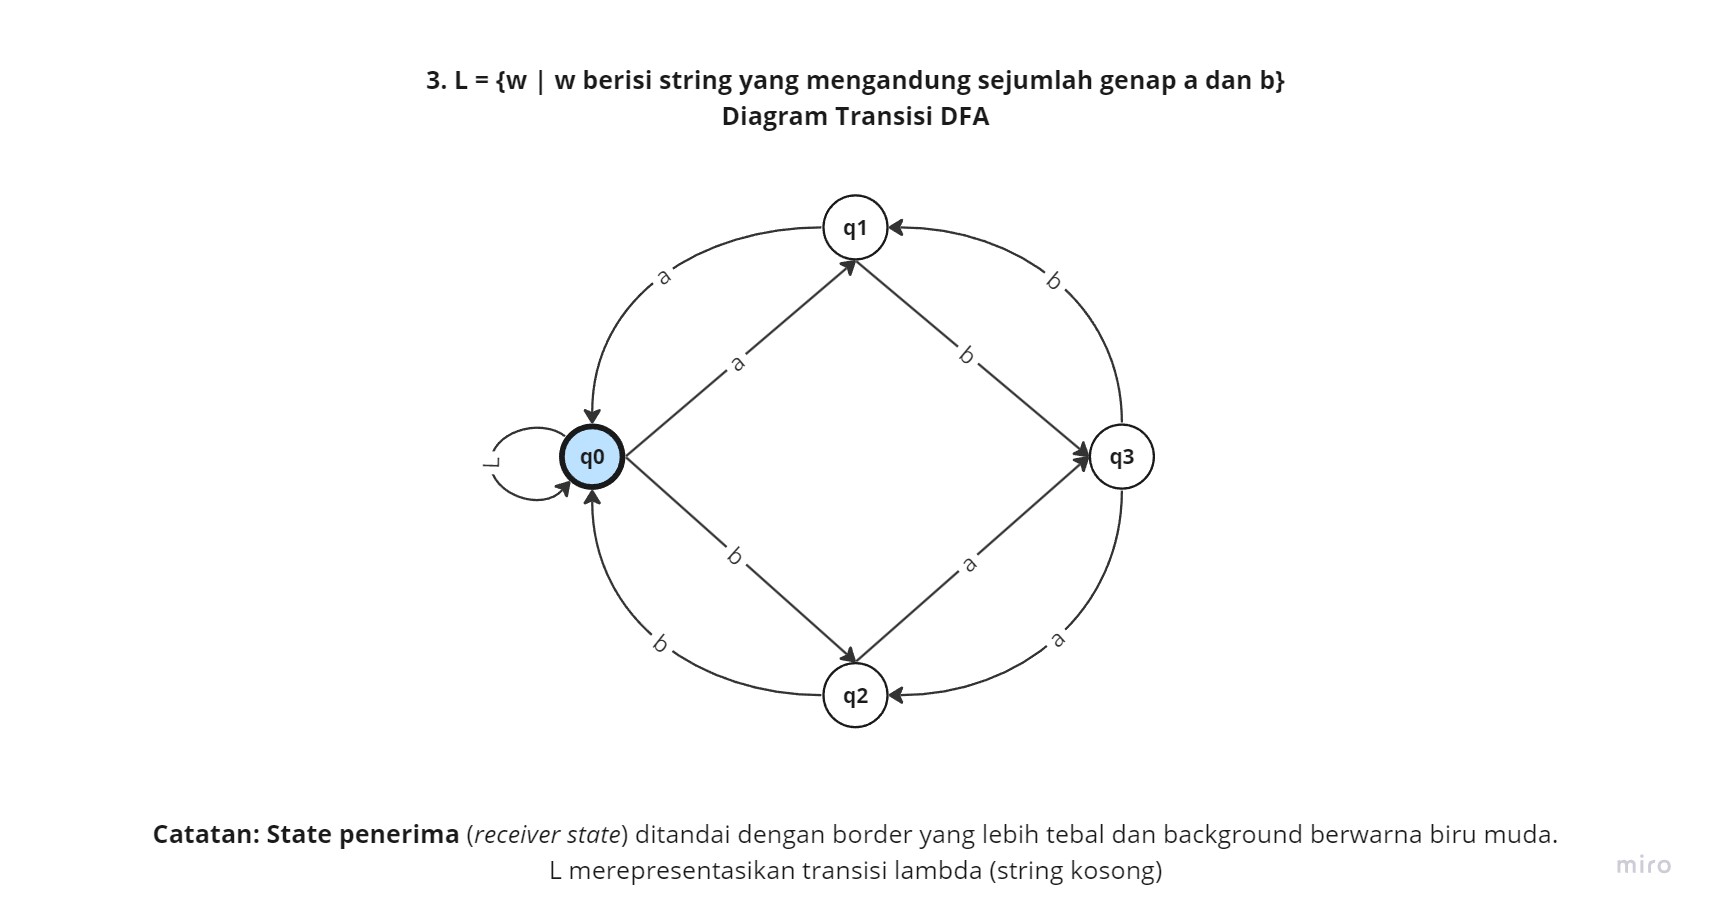 3. L = {w | w berisi string yang mengandung sejumlah genap a dan b}
Diagram Transisi DFA
q1
a
b
a
b
L
q0
q3
b
a
b
a
q2
Catatan: State penerima (receiver state) ditandai dengan border yang lebih tebal dan background berwarna biru muda.
L merepresentasikan transisi lambda (string kosong)
miro